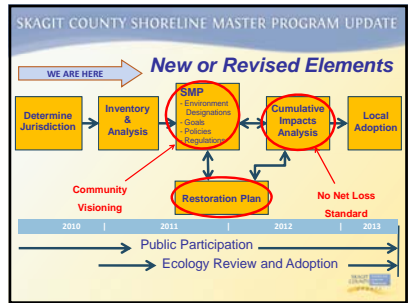 SKAGIT COUNTY SHORELINE MASTER PROGRAM UPDATE
New or Revised Elements
WE ARE HERE
Determine
Jurisdiction
Inventory
&
Analysis
SMP
- Environment
Designations
- Goals
- Policies
- Regulations
Cumulative
Impacts
Analysis
Local
Adoption
Community
Visioning
Restoration Plan
No Net Loss
Standard
2010
2011
2012
2013
Public Participation
Ecology Review and Adoption
SKAGIT
COUNTY